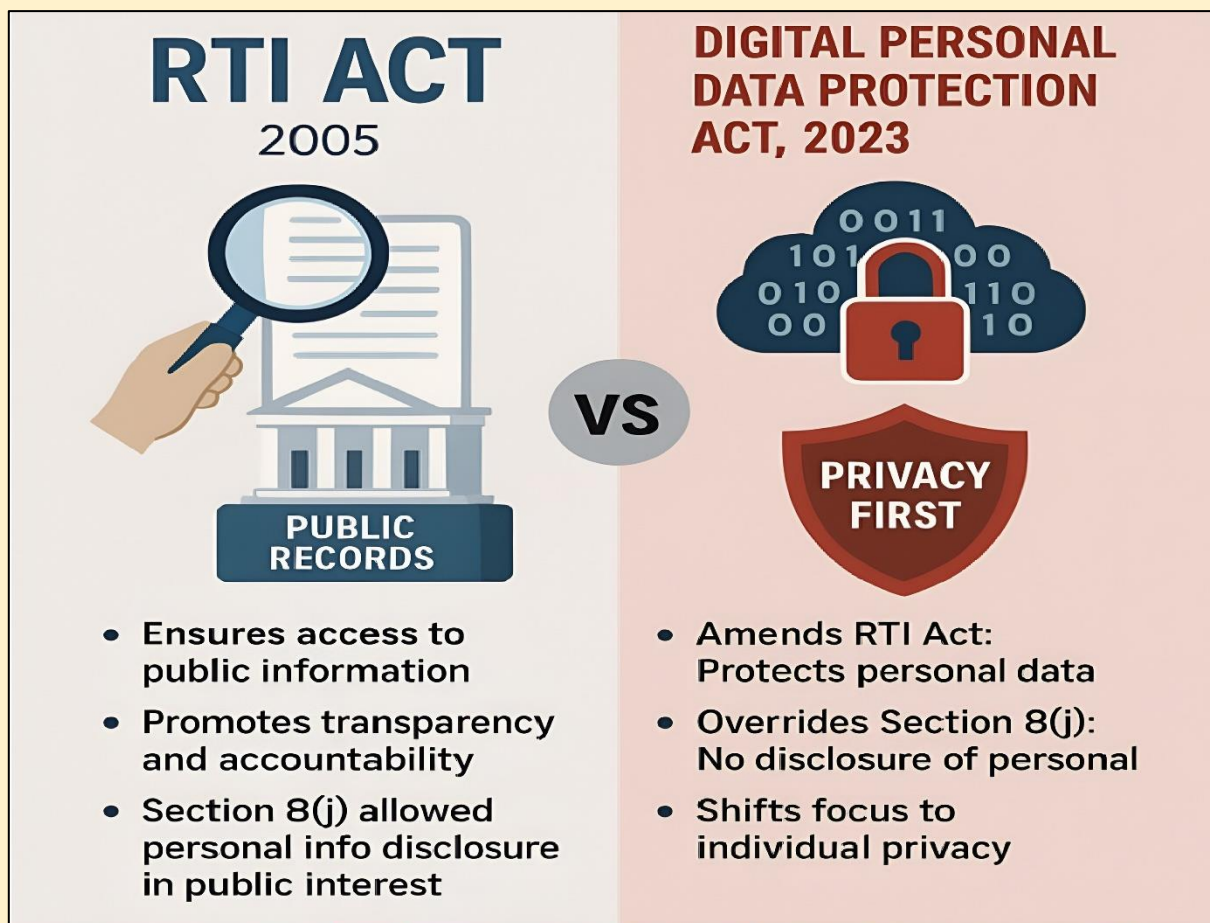 RTI ACT
2005
PUBLIC
RECORDS
• Ensures access to
public information
• Promotes transparency
and accountability
• Section 8(j) allowed
personal info disclosure
in public interest
VS
DIGITAL PERSONAL
DATA PROTECTION
ACT, 2023
0011
101 00
010 110
00 10
PRIVACY
FIRST
• Amends RTI Act:
Protects personal data
• Overrides Section 8(j):
No disclosure of personal
• Shifts focus to
individual privacy